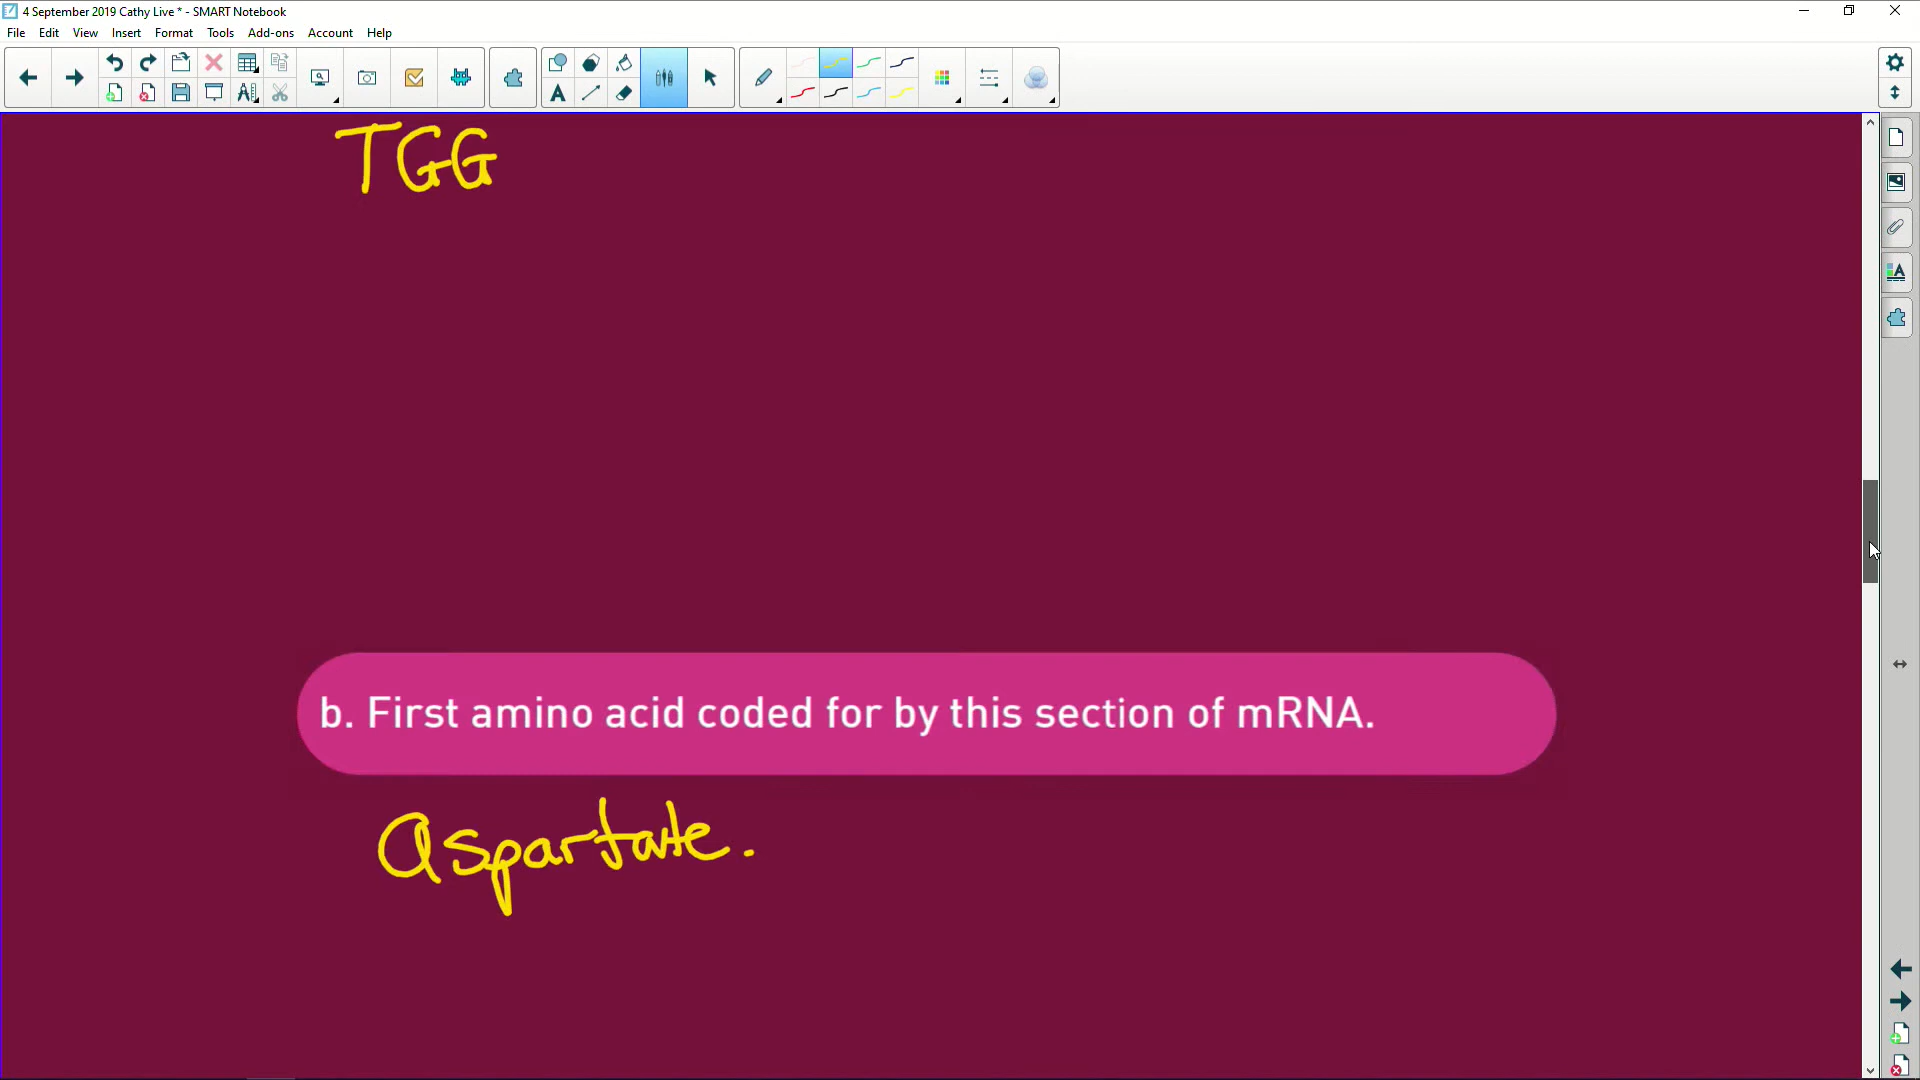 4 September 2019 Cathy Live * - SMART Notebook
File Edit View Insert Format Tools Add-ons Account Help
TGG
b. First amino acid coded for by this section of mRNA.
aspartate.